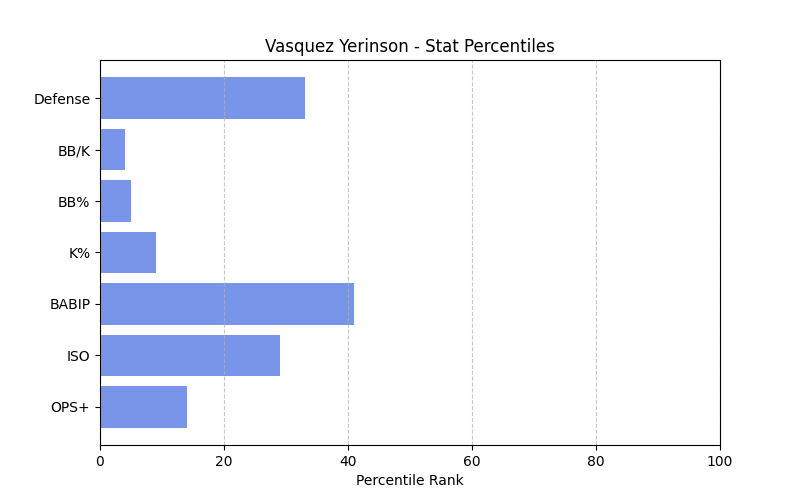 Vasquez Yerinson - Stat Percentiles
Defense
BB/K
BB%
K%
BABIP
ISO
OPS+
0 20 40 60 80 100
Percentile Rank